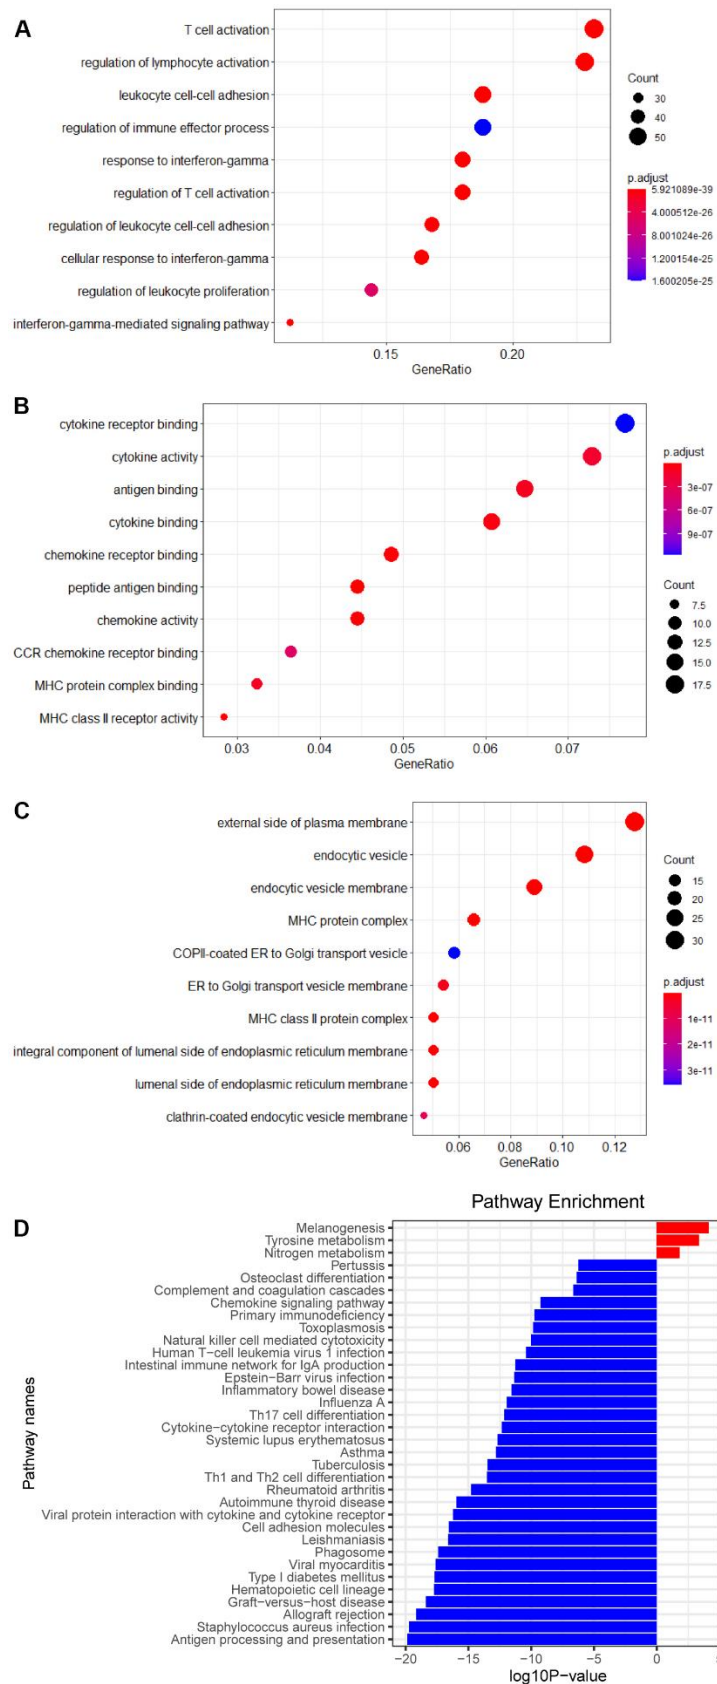 A
T cell activation
regulation of lymphocyte activation
leukocyte cell-cell adhesion
regulation of immune effector process
response to interferon-gamma
regulation of T cell activation
regulation of leukocyte cell-cell adhesion
cellular response to interferon-gamma
regulation of leukocyte proliferation
interferon-gamma-mediated signaling pathway
0.15 0.20
GeneRatio
Count
30
40
50
p.adjust
5.921089e-39
4.000512e-26
8.001024e-26
1.200154e-25
1.600205e-25
B
cytokine receptor binding
cytokine activity
antigen binding
cytokine binding
chemokine receptor binding
peptide antigen binding
chemokine activity
CCR chemokine receptor binding
MHC protein complex binding
MHC class II receptor activity
0.03 0.04 0.05 0.06 0.07
GeneRatio
p.adjust
3e-07
6e-07
9e-07
Count
7.5
10.0
12.5
15.0
17.5
C
external side of plasma membrane
endocytic vesicle
endocytic vesicle membrane
MHC protein complex
COPII-coated ER to Golgi transport vesicle
ER to Golgi transport vesicle membrane
MHC class II protein complex
integral component of lumenal side of endoplasmic reticulum membrane
lumenal side of endoplasmic reticulum membrane
clathrin-coated endocytic vesicle membrane
0.06 0.08 0.10 0.12
GeneRatio
Count
15
20
25
30
p.adjust
1e-11
2e-11
3e-11
D
Pathway Enrichment
Pathway names
Melanogenesis
Tyrosine metabolism
Nitrogen metabolism
Pertussis
Osteoclast differentiation
Complement and coagulation cascades
Chemokine signaling pathway
Primary immunodeficiency
Toxoplasmosis
Natural killer cell mediated cytotoxicity
Human T-cell leukemia virus 1 infection
Intestinal immune network for IgA production
Epstein-Barr virus infection
Inflammatory bowel disease
Influenza A
Th17 cell differentiation
Cytokine-cytokine receptor interaction
Systemic lupus erythematosus
Asthma
Tuberculosis
Th1 and Th2 cell differentiation
Rheumatoid arthritis
Autoimmune thyroid disease
Viral protein interaction with cytokine and cytokine receptor
Cell adhesion molecules
Leishmaniasis
Phagosome
Viral myocarditis
Type I diabetes mellitus
Hematopoietic cell lineage
Graft-versus-host disease
Allograft rejection
Staphylococcus aureus infection
Antigen processing and presentation
-20 -15 -10 -5 0 5
log10P-value